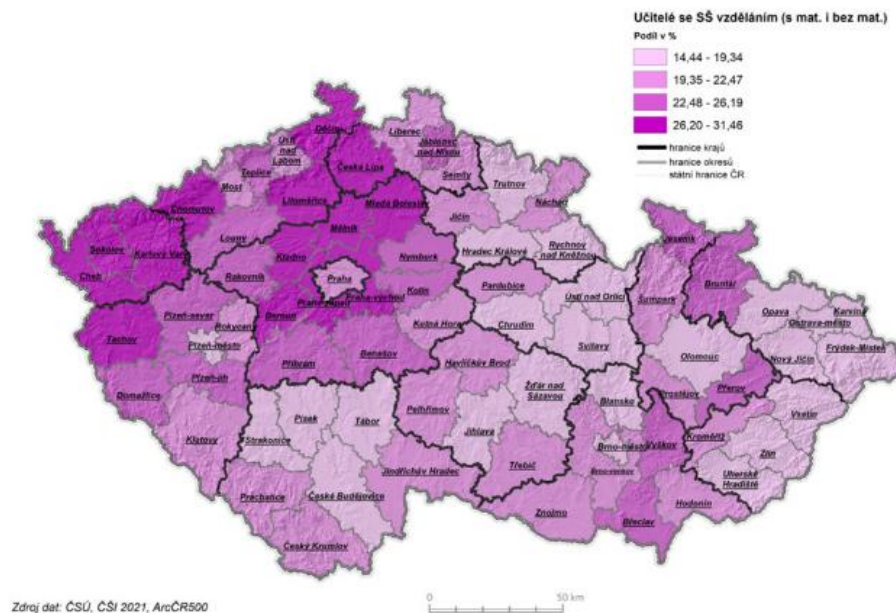 Učitelé se SŠ vzděláním (s mat. i bez mat.)
Podíl v %
14,44 - 19,34
19,35 - 22,47
22,48 - 26,19
26,20 - 31,46
hranice krajů
hranice okresů
státní hranice ČR
Děčín
Liberec
Ústí
nad
Labem
Jablonec
nad Nisou
Teplice
Česká Lípa
Semily
Most
Trutnov
Chomutov
Litoměřice
Náchod
Mladá Boleslav
Jičín
Mělník
Louny
Sokolov
Karlovy Vary
Hradec Králové
Rychnov
nad Kněžnou
Kladno
Nymburk
Cheb
Rakovník
Praha
Jeseník
Pardubice
Kolín
Praha-západ
Praha-východ
Bruntál
Beroun
Ústí nad Orlicí
Šumperk
Plzeň-sever
Rokycany
Opava
Karviná
Kutná Hora
Chrudim
Ostrava-město
Tachov
Plzeň-město
Svitavy
Frýdek-Místek
Příbram
Benešov
Olomouc
Nový Jičín
Havlíčkův Brod
Plzeň-jih
Přerov
Domažlice
Žďár nad
Sázavou
Prostějov
Pelhřimov
Blansko
Písek
Tábor
Vsetín
Klatovy
Strakonice
Jihlava
Kroměříž
Brno-město
Vyškov
Zlín
Třebíč
Jindřichův Hradec
Brno-venkov
Uherské
Hradiště
Prachatice
České Budějovice
Hodonín
Znojmo
Břeclav
Český Krumlov
0 50 km
Zdroj dat: ČSÚ, ČŠI 2021, ArcČR500